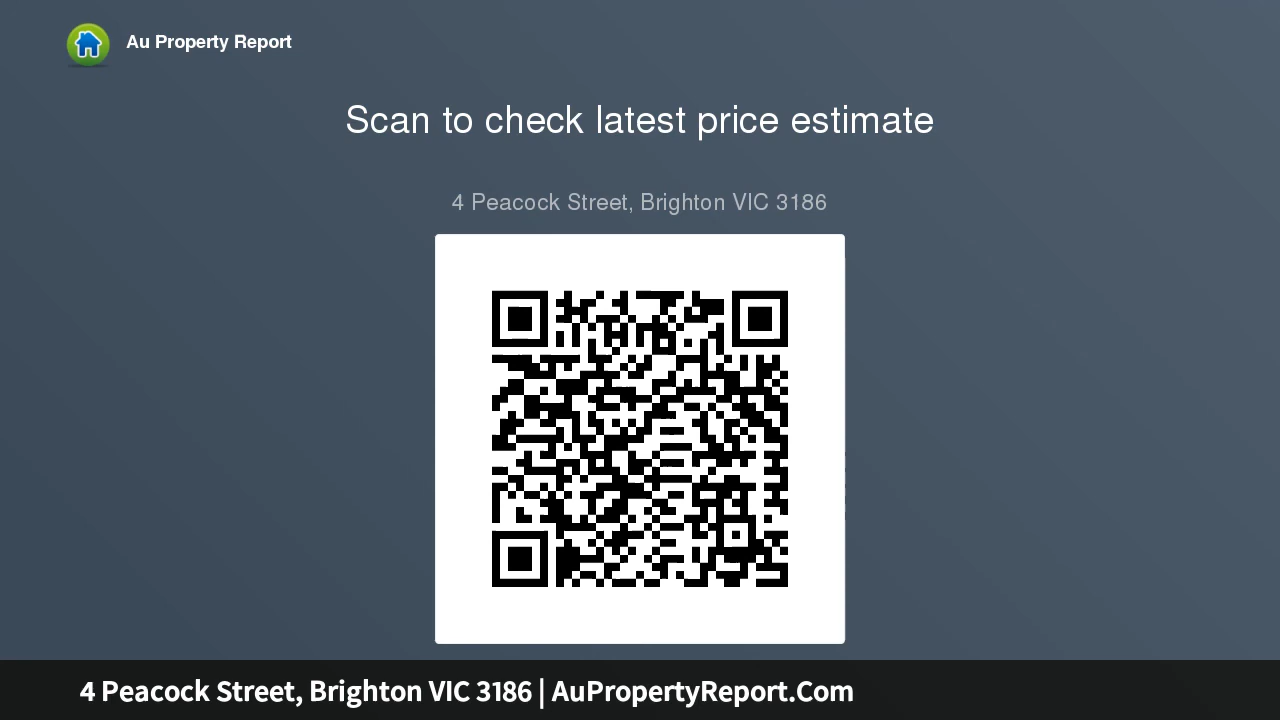 Au Property Report
Scan to check latest price estimate
4 Peacock Street, Brighton VIC 3186
4 Peacock Street, Brighton VIC 3186 | AuPropertyReport.Com